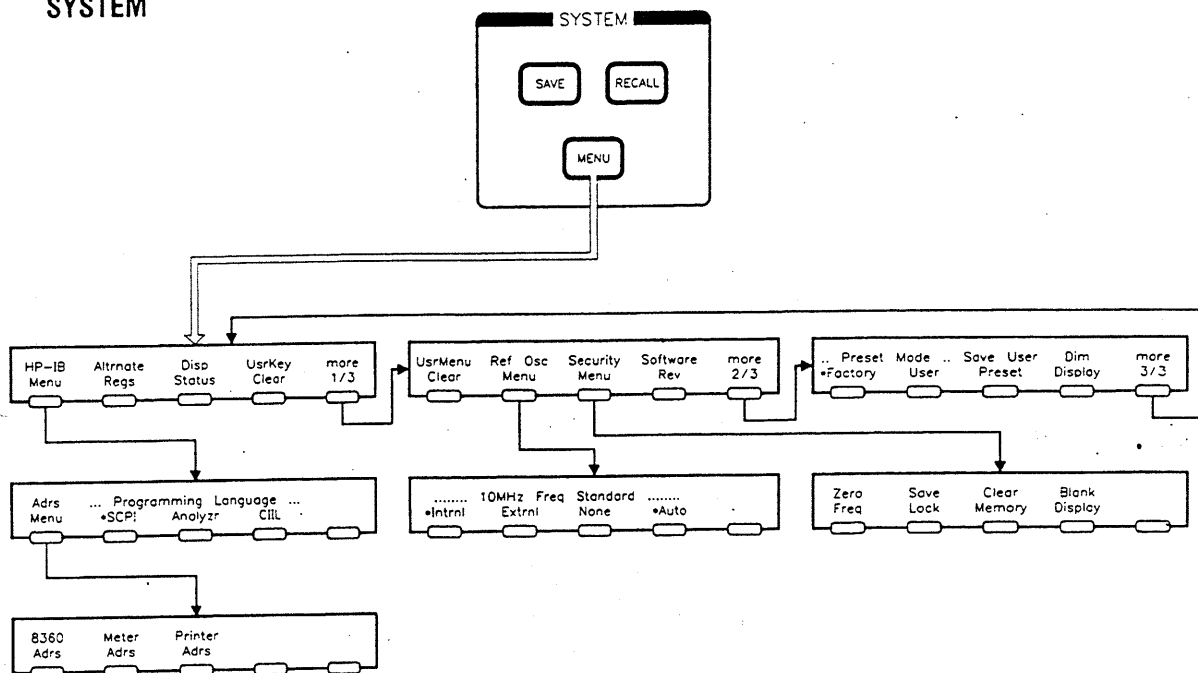 SYSTEM
SYSTEM
SAVE
RECALL
MENU
HP-IB Menu
Altrnate Regs
Disp Status
UsrKey Clear
more 1/3
UsrMenu Clear
Ref Osc Menu
Security Menu
Software Rev
more 2/3
.. Preset Mode .. Save User Dim more
•Factory User Preset Display 3/3
Adrs ... Programming Language ...
Menu •SCPI Analyzr CIIL
........ 10MHz Freq Standard ........
•Intrnl Extrnl None •Auto
Zero Freq
Save Lock
Clear Memory
Blank Display
8360 Adrs
Meter Adrs
Printer Adrs